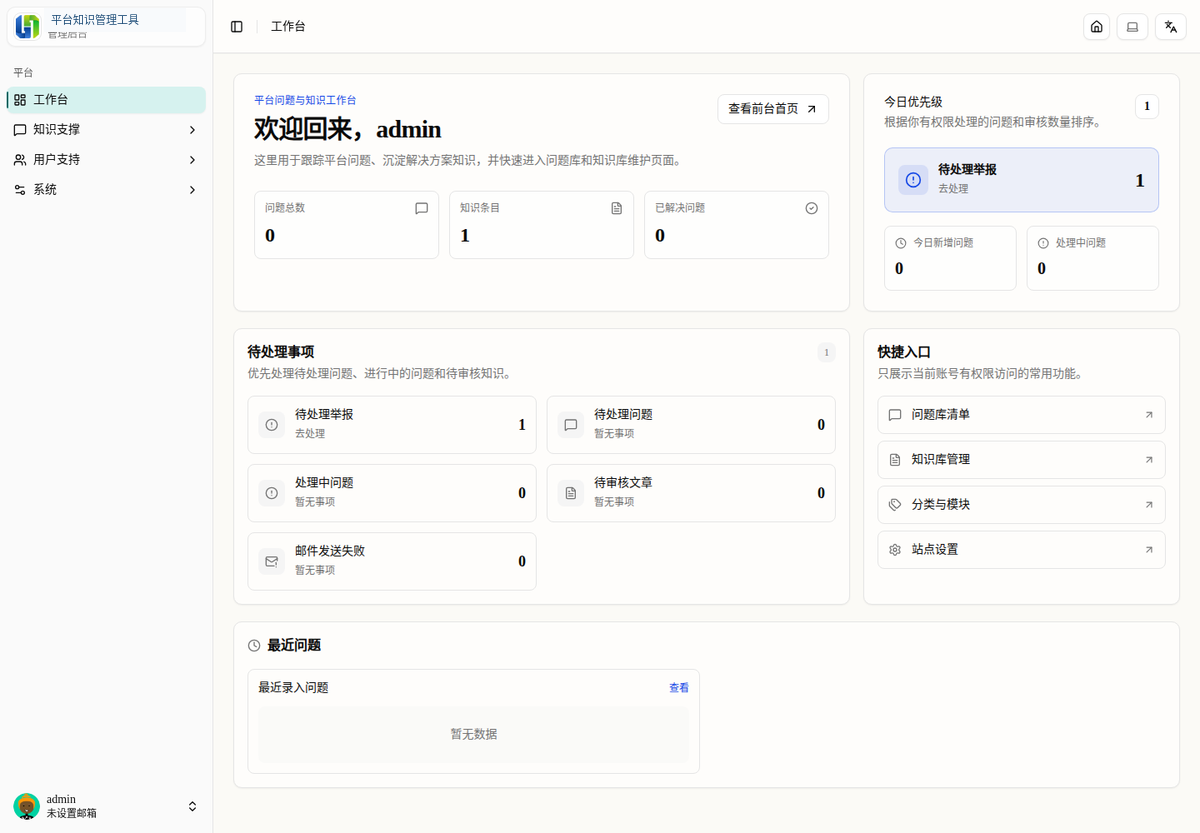 平台知识管理工具
管理后台
平台
工作台
知识支撑
用户支持
系统
admin
未设置邮箱
工作台
平台问题与知识工作台
欢迎回来，admin
这里用于跟踪平台问题、沉淀解决方案知识，并快速进入问题库和知识库维护页面。
查看前台首页
问题总数
0
知识条目
1
已解决问题
0
今日优先级
1
根据你有权限处理的问题和审核数量排序。
待处理举报
去处理
1
今日新增问题
0
处理中问题
0
待处理事项
1
优先处理待处理问题、进行中的问题和待审核知识。
待处理举报
去处理
1
待处理问题
暂无事项
0
处理中问题
暂无事项
0
待审核文章
暂无事项
0
邮件发送失败
暂无事项
0
快捷入口
只展示当前账号有权限访问的常用功能。
问题库清单
知识库管理
分类与模块
站点设置
最近问题
最近录入问题
查看
暂无数据